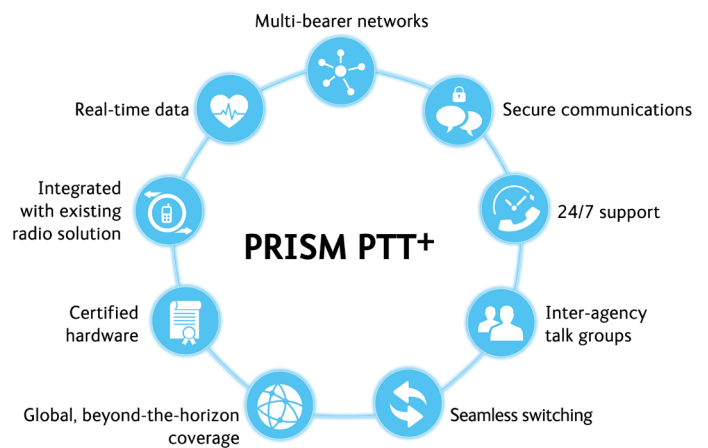 Multi-bearer networks
Real-time data
Secure communications
Integrated
with existing
radio solution
24/7 support
PRISM PTT+
Certified
hardware
Inter-agency
talk groups
Global, beyond-the-horizon
coverage
Seamless switching